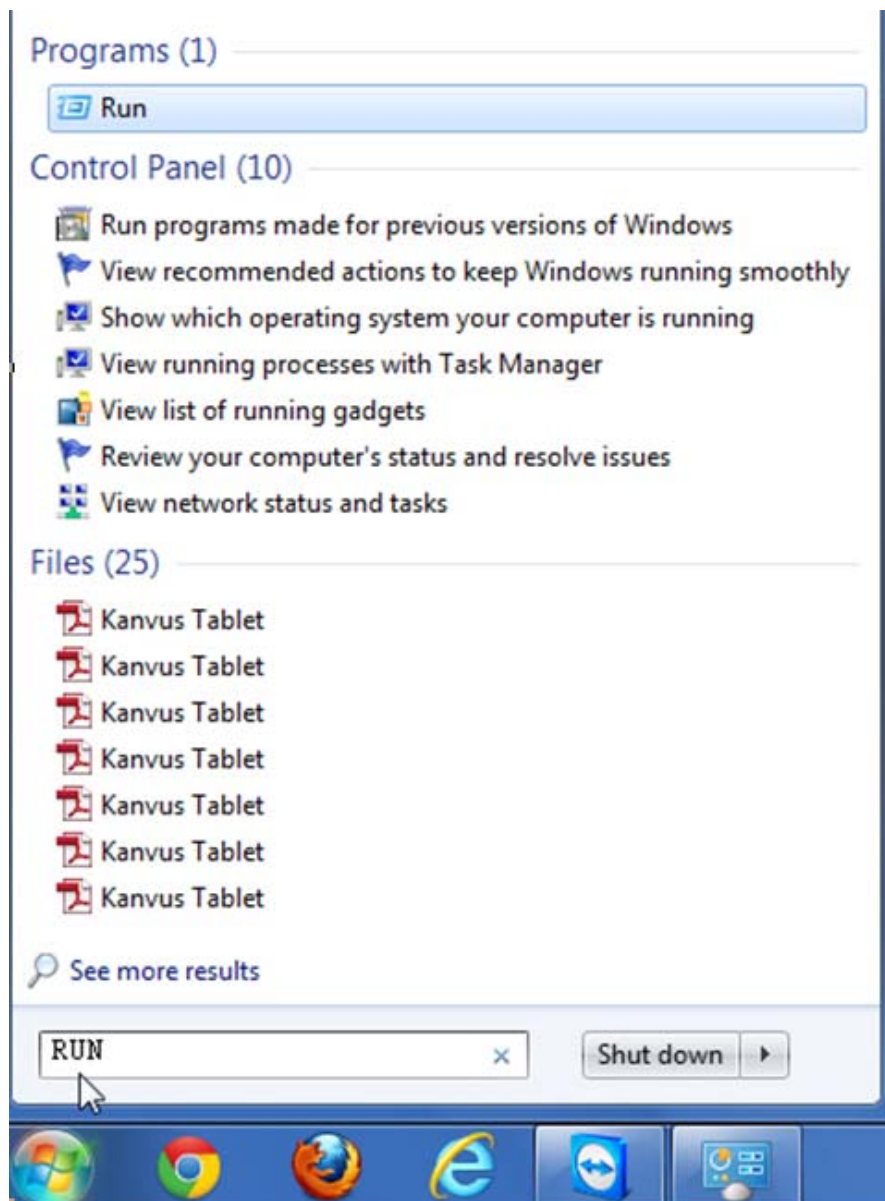 Programs (1)
Run
Control Panel (10)
Run programs made for previous versions of Windows
View recommended actions to keep Windows running smoothly
Show which operating system your computer is running
View running processes with Task Manager
View list of running gadgets
Review your computer's status and resolve issues
View network status and tasks
Files (25)
Kanvus Tablet
Kanvus Tablet
Kanvus Tablet
Kanvus Tablet
Kanvus Tablet
Kanvus Tablet
Kanvus Tablet
See more results
RUN Shut down